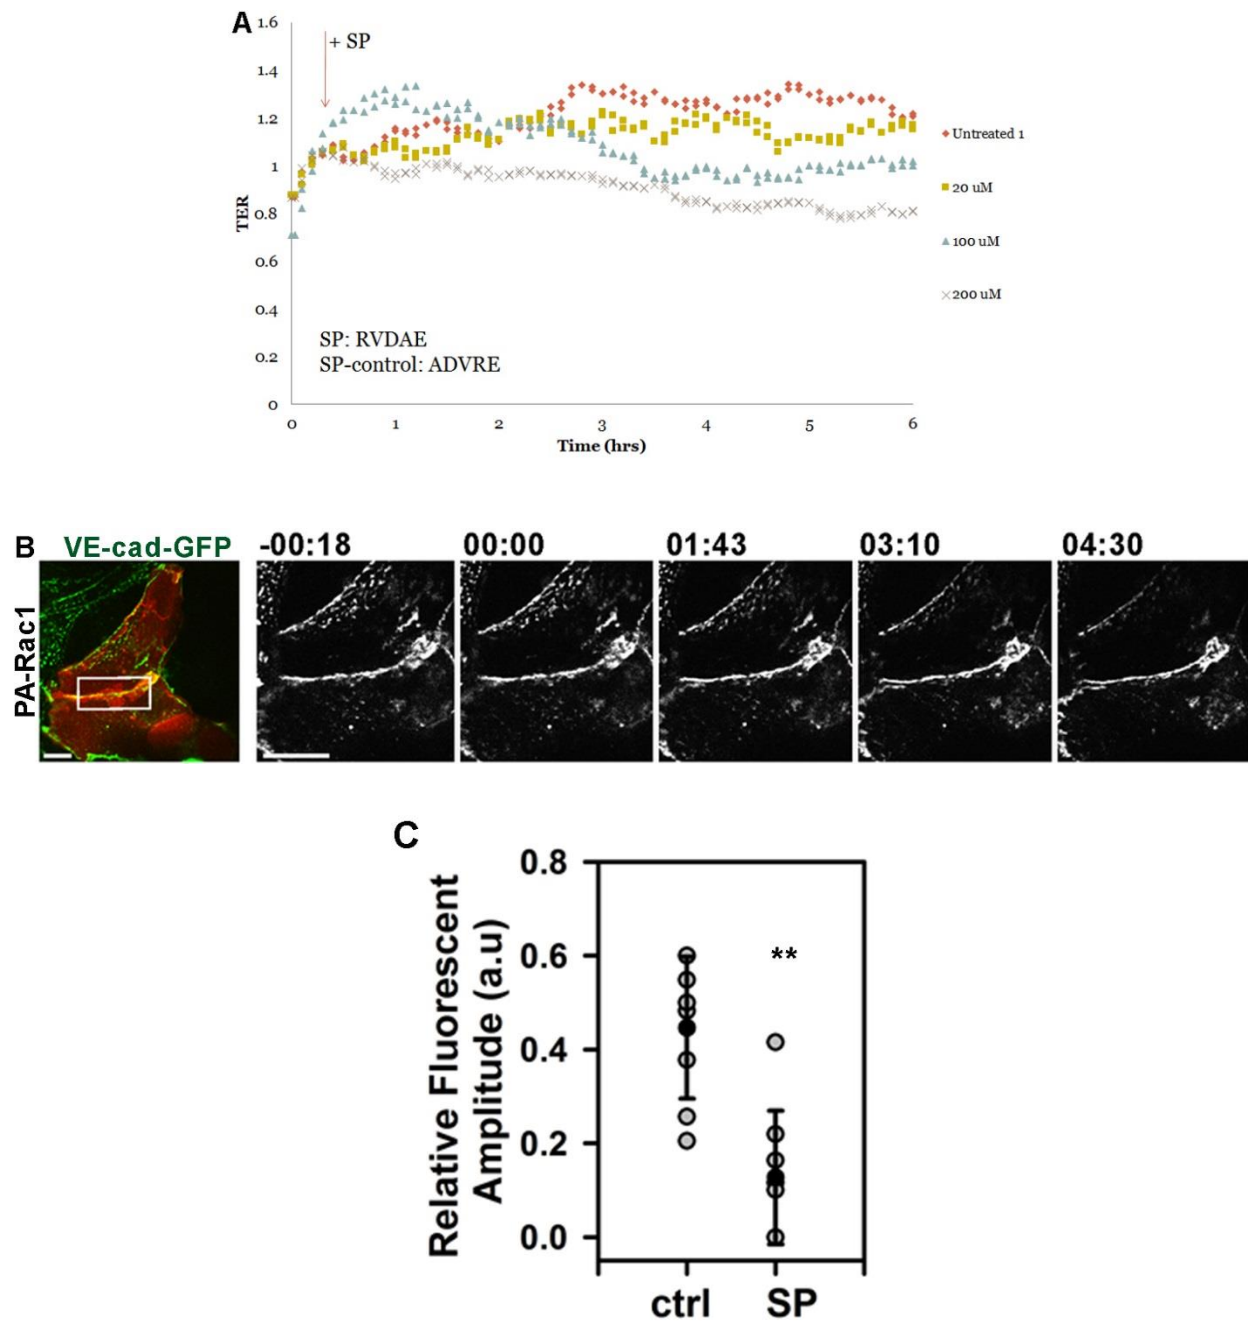 A
1.6
1.4
1.2
1
0.8
0.6
0.4
0.2
0
TER
+ SP
SP: RVDAE
SP-control: ADVRE
0 1 2 3 4 5 6
Time (hrs)
Untreated 1
20 uM
100 uM
200 uM
B
VE-cad-GFP
-00:18 00:00 01:43 03:10 04:30
PA-Rac1
C
Relative Fluorescent
Amplitude (a.u)
0.8
0.6
0.4
0.2
0.0
**
ctrl SP